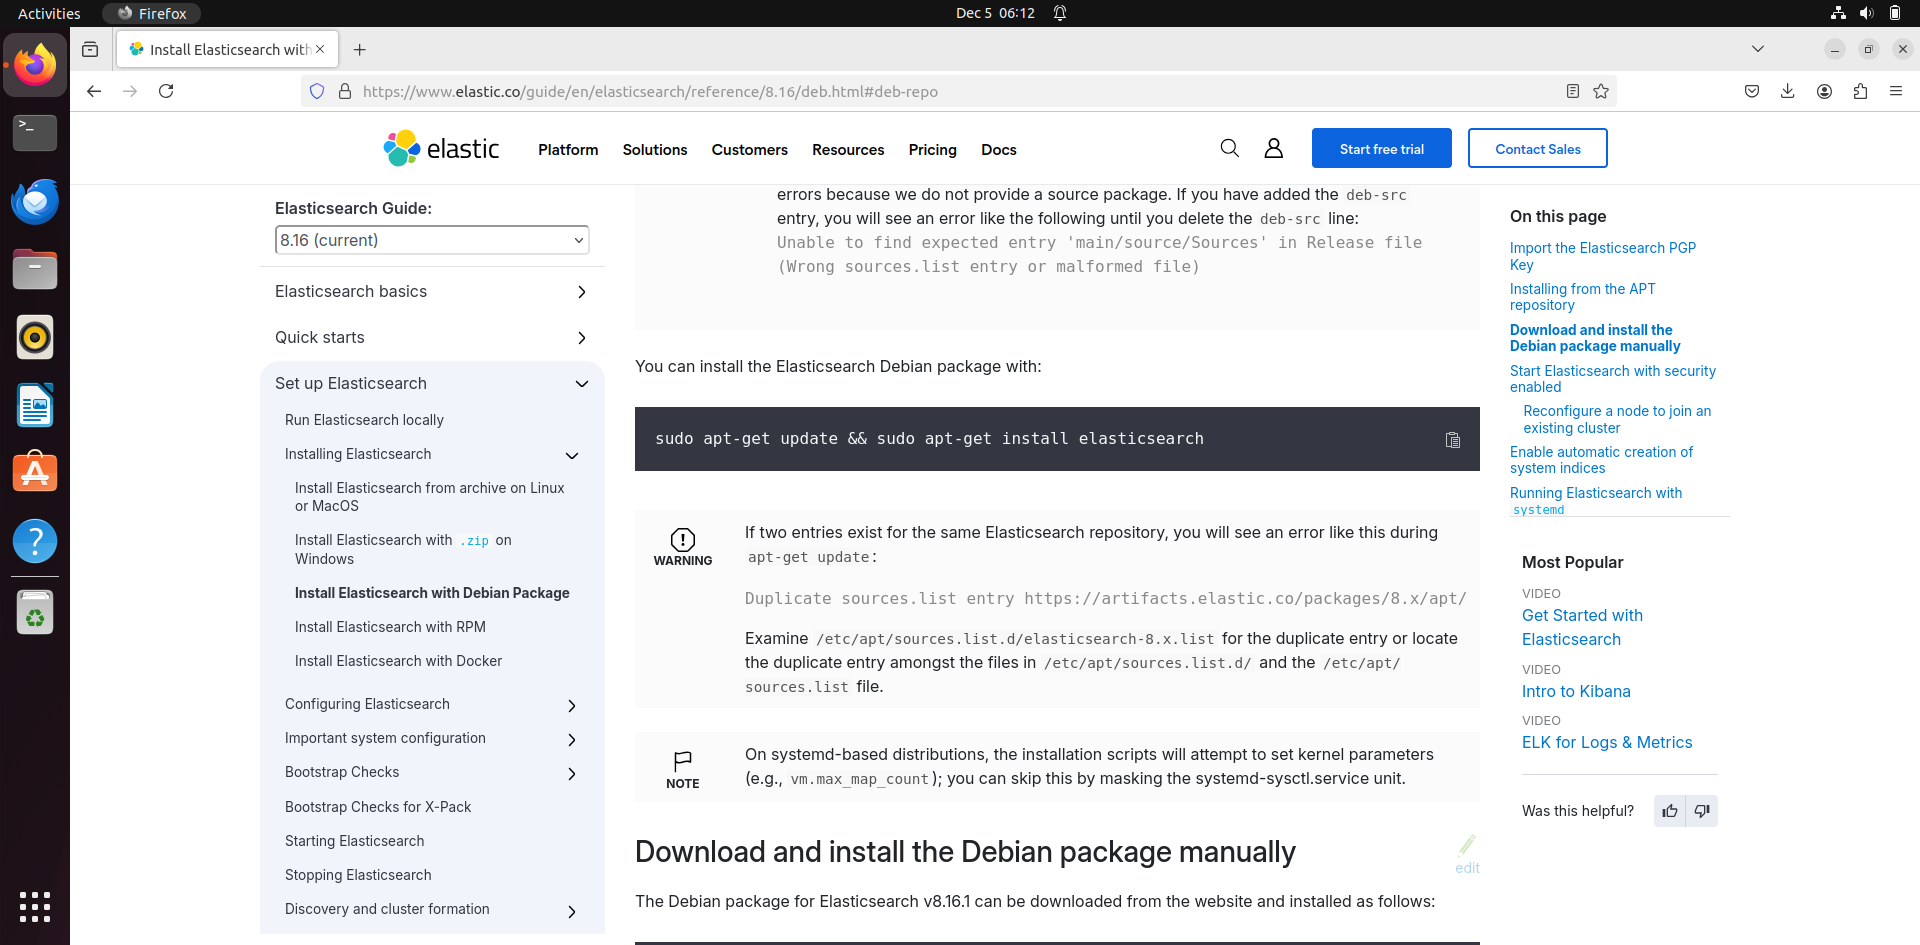 Activities
Firefox
Dec 5 06:12
Install Elasticsearch with
https://www.elastic.co/guide/en/elasticsearch/reference/8.16/deb.html#deb-repo
elastic
Platform
Solutions
Customers
Resources
Pricing
Docs
Start free trial
Contact Sales
Elasticsearch Guide:
8.16 (current)
Elasticsearch basics
Quick starts
Set up Elasticsearch
Run Elasticsearch locally
Installing Elasticsearch
Install Elasticsearch from archive on Linux
or MacOS
Install Elasticsearch with .zip on
Windows
Install Elasticsearch with Debian Package
Install Elasticsearch with RPM
Install Elasticsearch with Docker
Configuring Elasticsearch
Important system configuration
Bootstrap Checks
Bootstrap Checks for X-Pack
Starting Elasticsearch
Stopping Elasticsearch
Discovery and cluster formation
errors because we do not provide a source package. If you have added the deb-src
entry, you will see an error like the following until you delete the deb-src line:
Unable to find expected entry 'main/source/Sources' in Release file
(Wrong sources.list entry or malformed file)
You can install the Elasticsearch Debian package with:
sudo apt-get update && sudo apt-get install elasticsearch
WARNING
If two entries exist for the same Elasticsearch repository, you will see an error like this during
apt-get update:
Duplicate sources.list entry https://artifacts.elastic.co/packages/8.x/apt/
Examine /etc/apt/sources.list.d/elasticsearch-8.x.list for the duplicate entry or locate
the duplicate entry amongst the files in /etc/apt/sources.list.d/ and the /etc/apt/
sources.list file.
NOTE
On systemd-based distributions, the installation scripts will attempt to set kernel parameters
(e.g., vm.max_map_count); you can skip this by masking the systemd-sysctl.service unit.
Download and install the Debian package manually
edit
The Debian package for Elasticsearch v8.16.1 can be downloaded from the website and installed as follows:
On this page
Import the Elasticsearch PGP
Key
Installing from the APT
repository
Download and install the
Debian package manually
Start Elasticsearch with security
enabled
Reconfigure a node to join an
existing cluster
Enable automatic creation of
system indices
Running Elasticsearch with
systemd
Most Popular
VIDEO
Get Started with
Elasticsearch
VIDEO
Intro to Kibana
VIDEO
ELK for Logs & Metrics
Was this helpful?